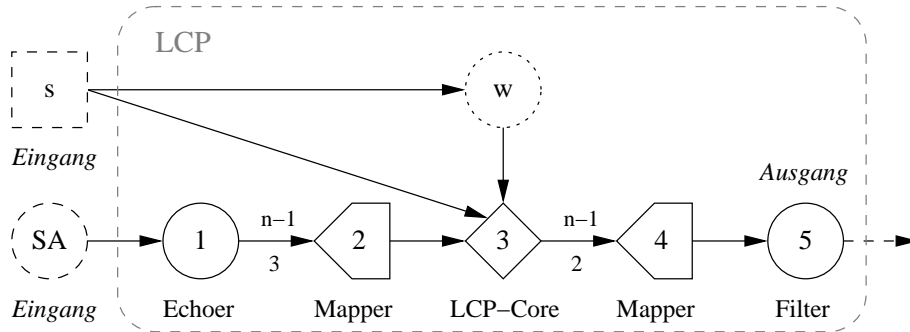 LCP
s
w
Eingang
Ausgang
SA
1
n−1
3
2
3
n−1
2
4
5
Eingang
Echoer
Mapper
LCP−Core
Mapper
Filter